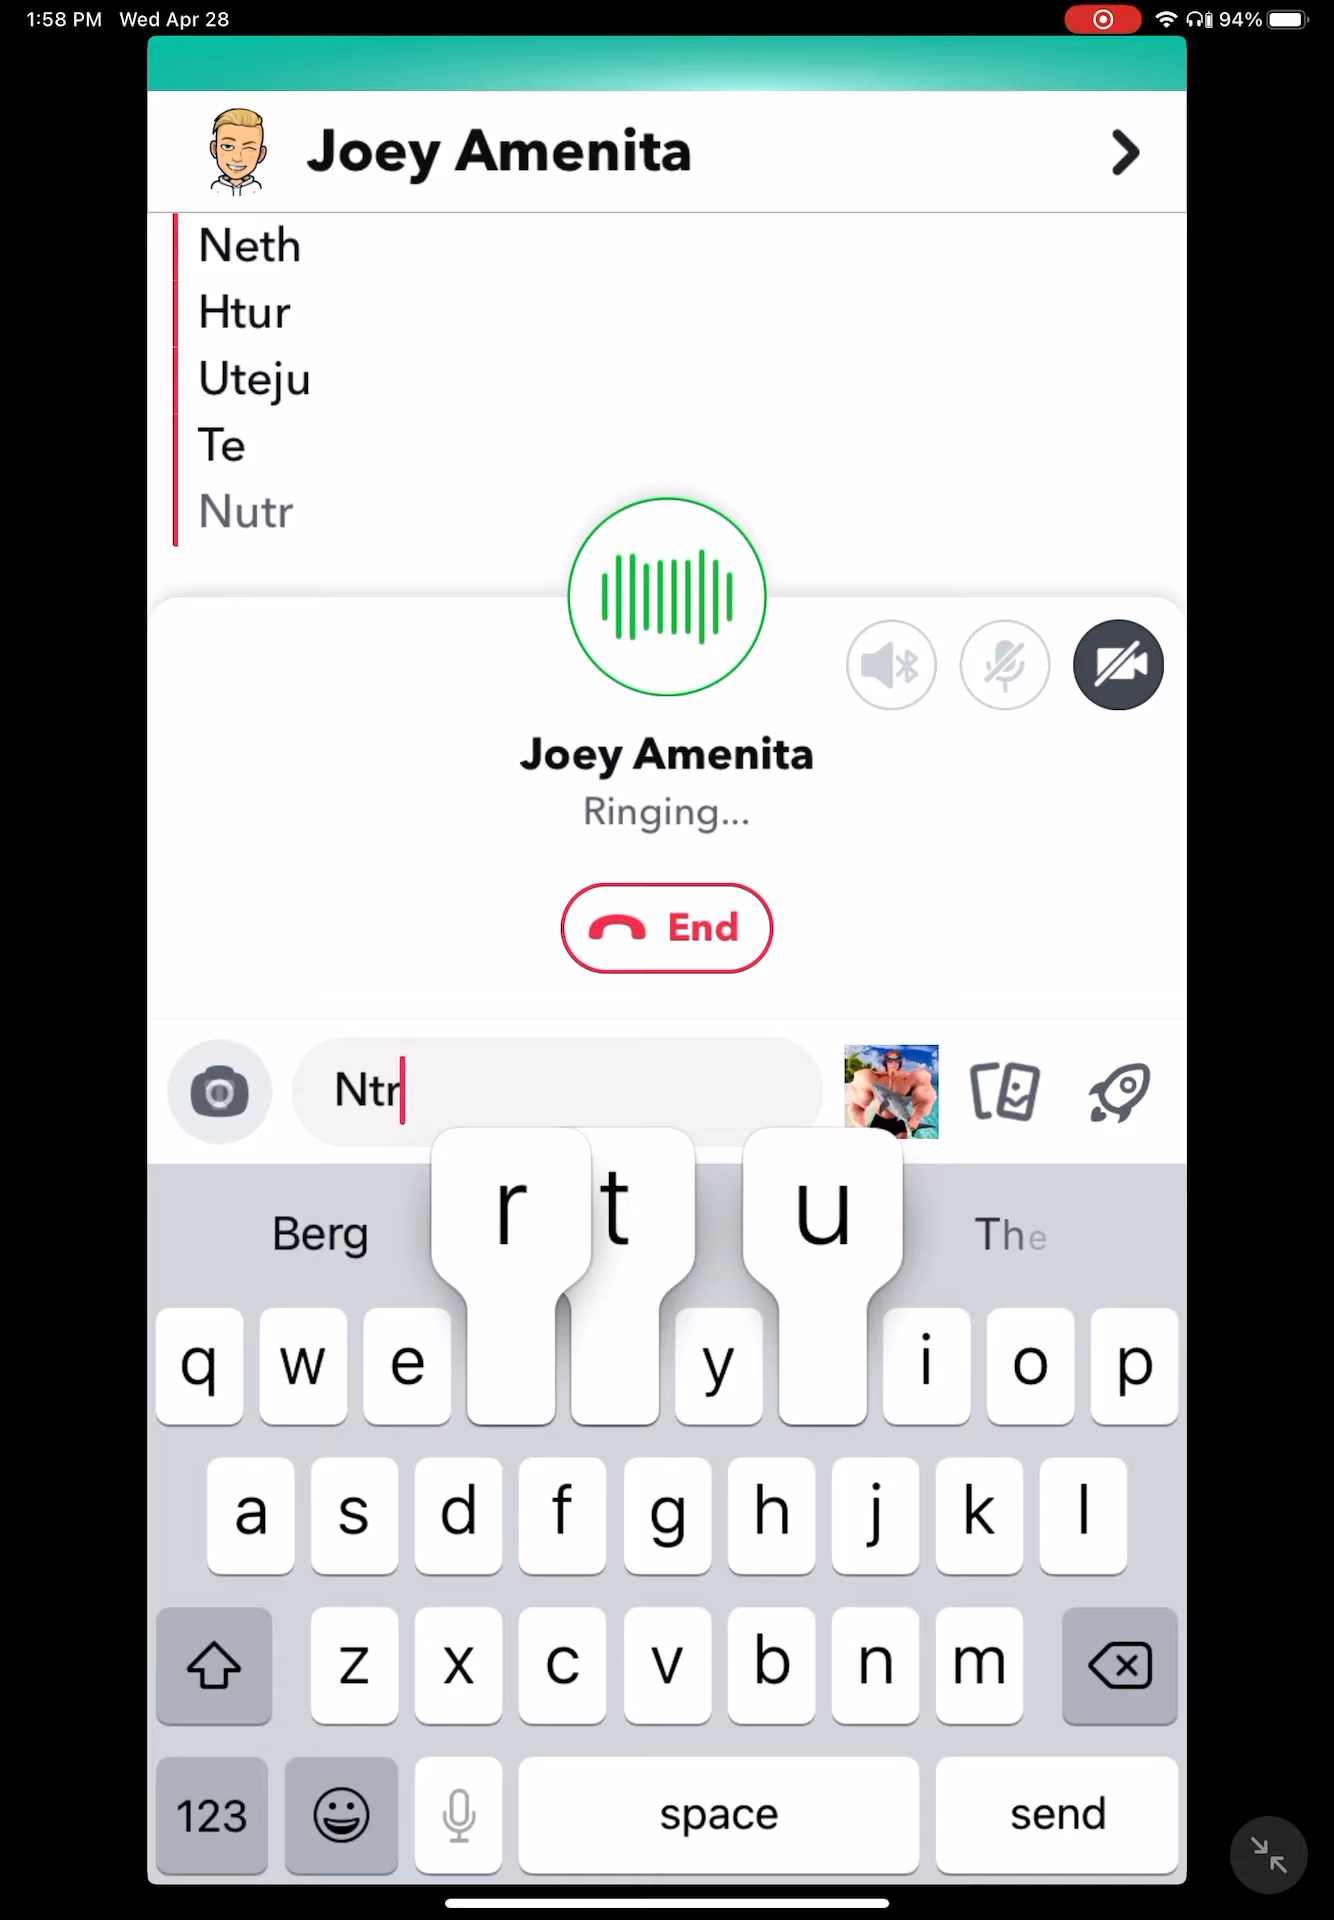 1:58 PM Wed Apr 28 94%
Joey Amenita
Neth
Htur
Uteju
Te
Nutr
Joey Amenita
Ringing...
End
Ntr
Berg The
r t u
q w e y i o p
a s d f g h j k l
z x c v b n m
123 space send